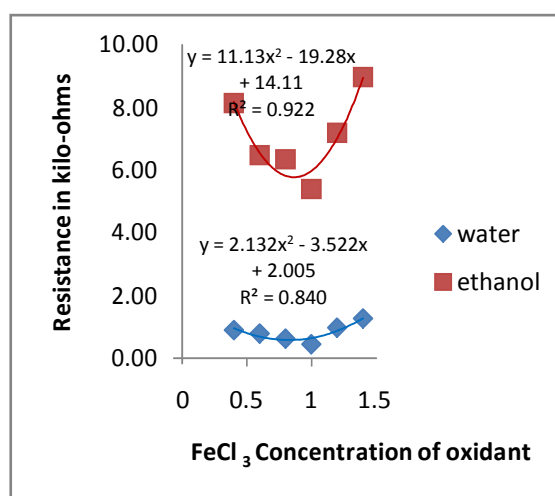 10.00
8.00
6.00
4.00
2.00
0.00
Resistance in kilo-ohms
y = 11.13x² - 19.28x
+ 14.11
R² = 0.922
y = 2.132x² - 3.522x
+ 2.005
R² = 0.840
water
ethanol
0 0.5 1 1.5
FeCl ₃ Concentration of oxidant